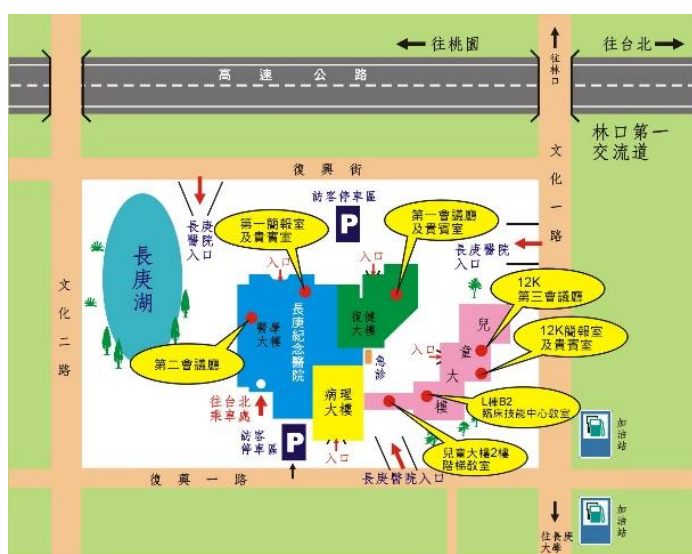 往桃園
往台北
往林口
高速公路
林口第一
交流道
復興街
文化一路
文化二路
訪客停車區
P
長庚醫院入口
第一簡報室
及貴賓室
第一會議廳
及貴賓室
長庚醫院
入口
長庚湖
入口
入口
12K
第三會議廳
復健大樓
醫學大樓
長庚紀念醫院
兒童大樓
12K簡報室
及貴賓室
入口
急診
第二會議廳
往台北
乘車處
病理大樓
L棟B2
臨床技能中心教室
訪客
停車區
P
入口
兒童大樓2樓
階梯教室
加油站
長庚醫院入口
復興一路
加油站
往長庚大學